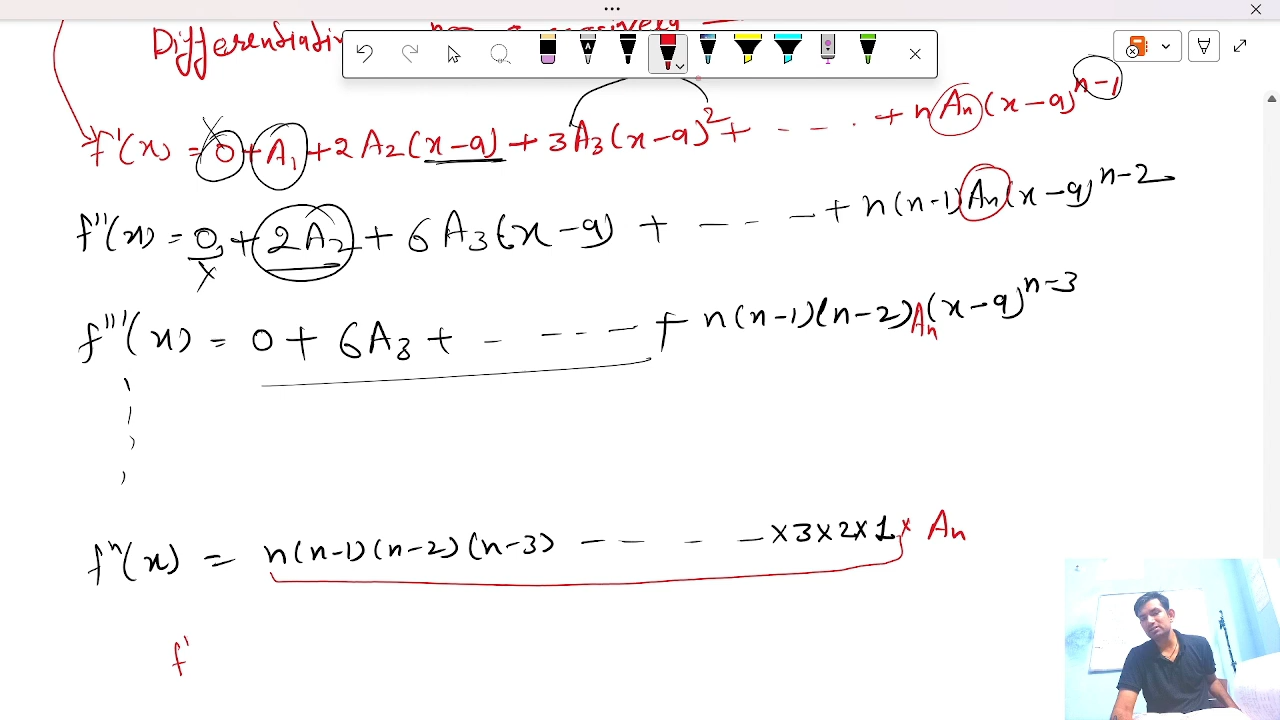 f'(x) = 0 + A₁ + 2A₂(x-a) + 3A₃(x-a)² + - - - . + nAn(x-a)ⁿ⁻¹
f''(x) = 0 + 2A₂ + 6A₃(x-a) + - - - - + n(n-1)An(x-a)ⁿ⁻²
f'''(x) = 0 + 6A₃ + - - - - + n(n-1)(n-2)An(x-a)ⁿ⁻³
fⁿ(x) = n(n-1)(n-2)(n-3) - - - - ×3×2×1 × An
f'